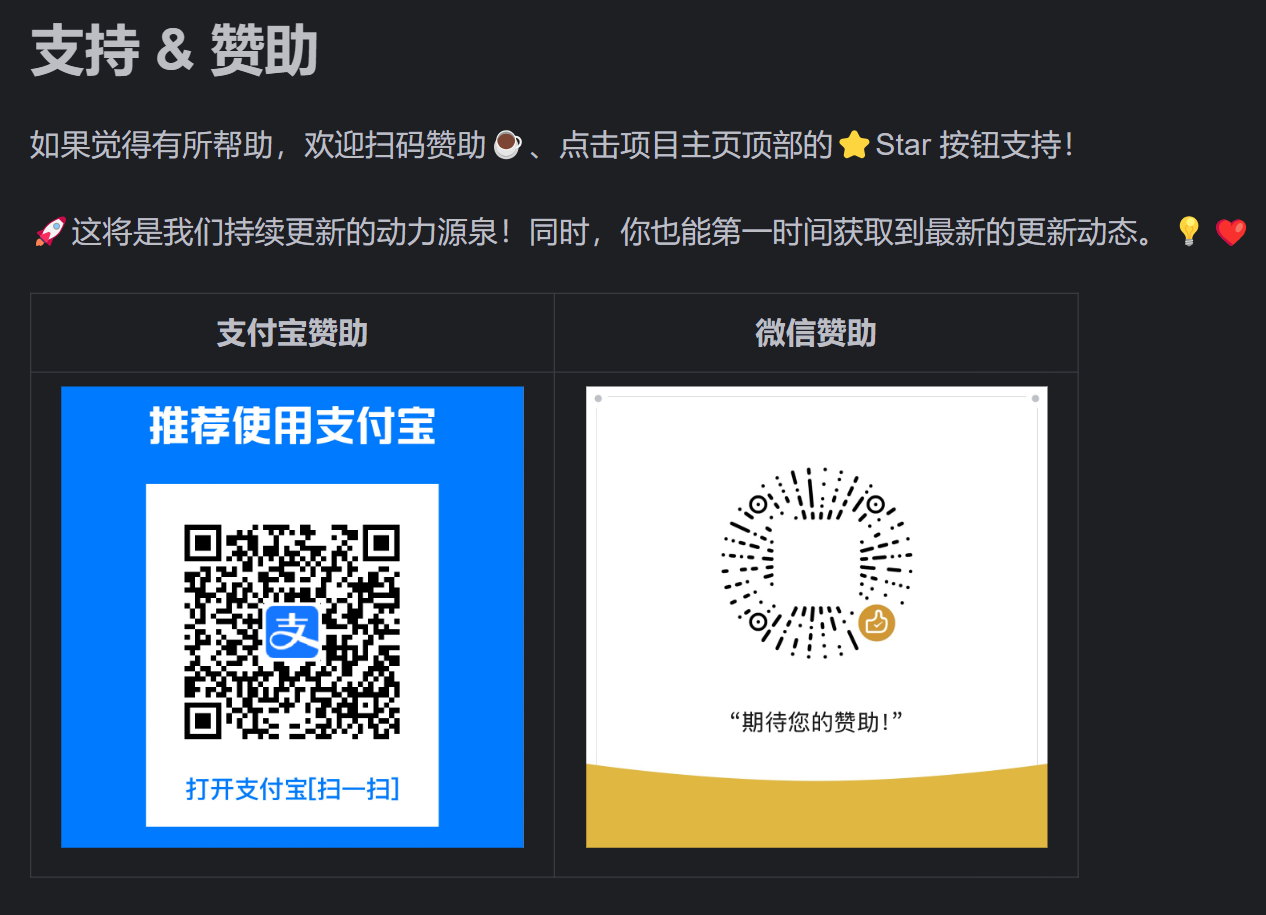 支持 & 赞助
如果觉得有所帮助，欢迎扫码赞助☕、点击项目主页顶部的⭐Star 按钮支持！
🚀这将是我们持续更新的动力源泉！同时，你也能第一时间获取到最新的更新动态。💡❤️
支付宝赞助
微信赞助
推荐使用支付宝
支
打开支付宝[扫一扫]
“期待您的赞助！”